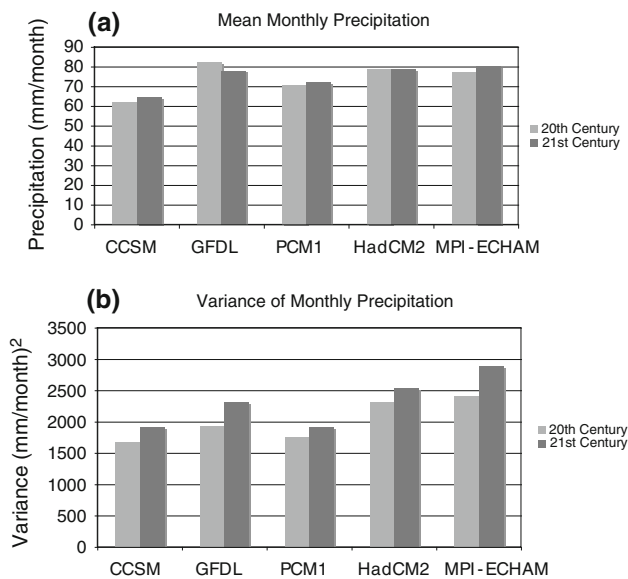 (a)
Mean Monthly Precipitation
Precipitation (mm/month)
90
80
70
60
50
40
30
20
10
0
CCSM GFDL PCM1 HadCM2 MPI-ECHAM
20th Century
21st Century
(b)
Variance of Monthly Precipitation
Variance (mm/month)²
3500
3000
2500
2000
1500
1000
500
0
CCSM GFDL PCM1 HadCM2 MPI-ECHAM
20th Century
21st Century